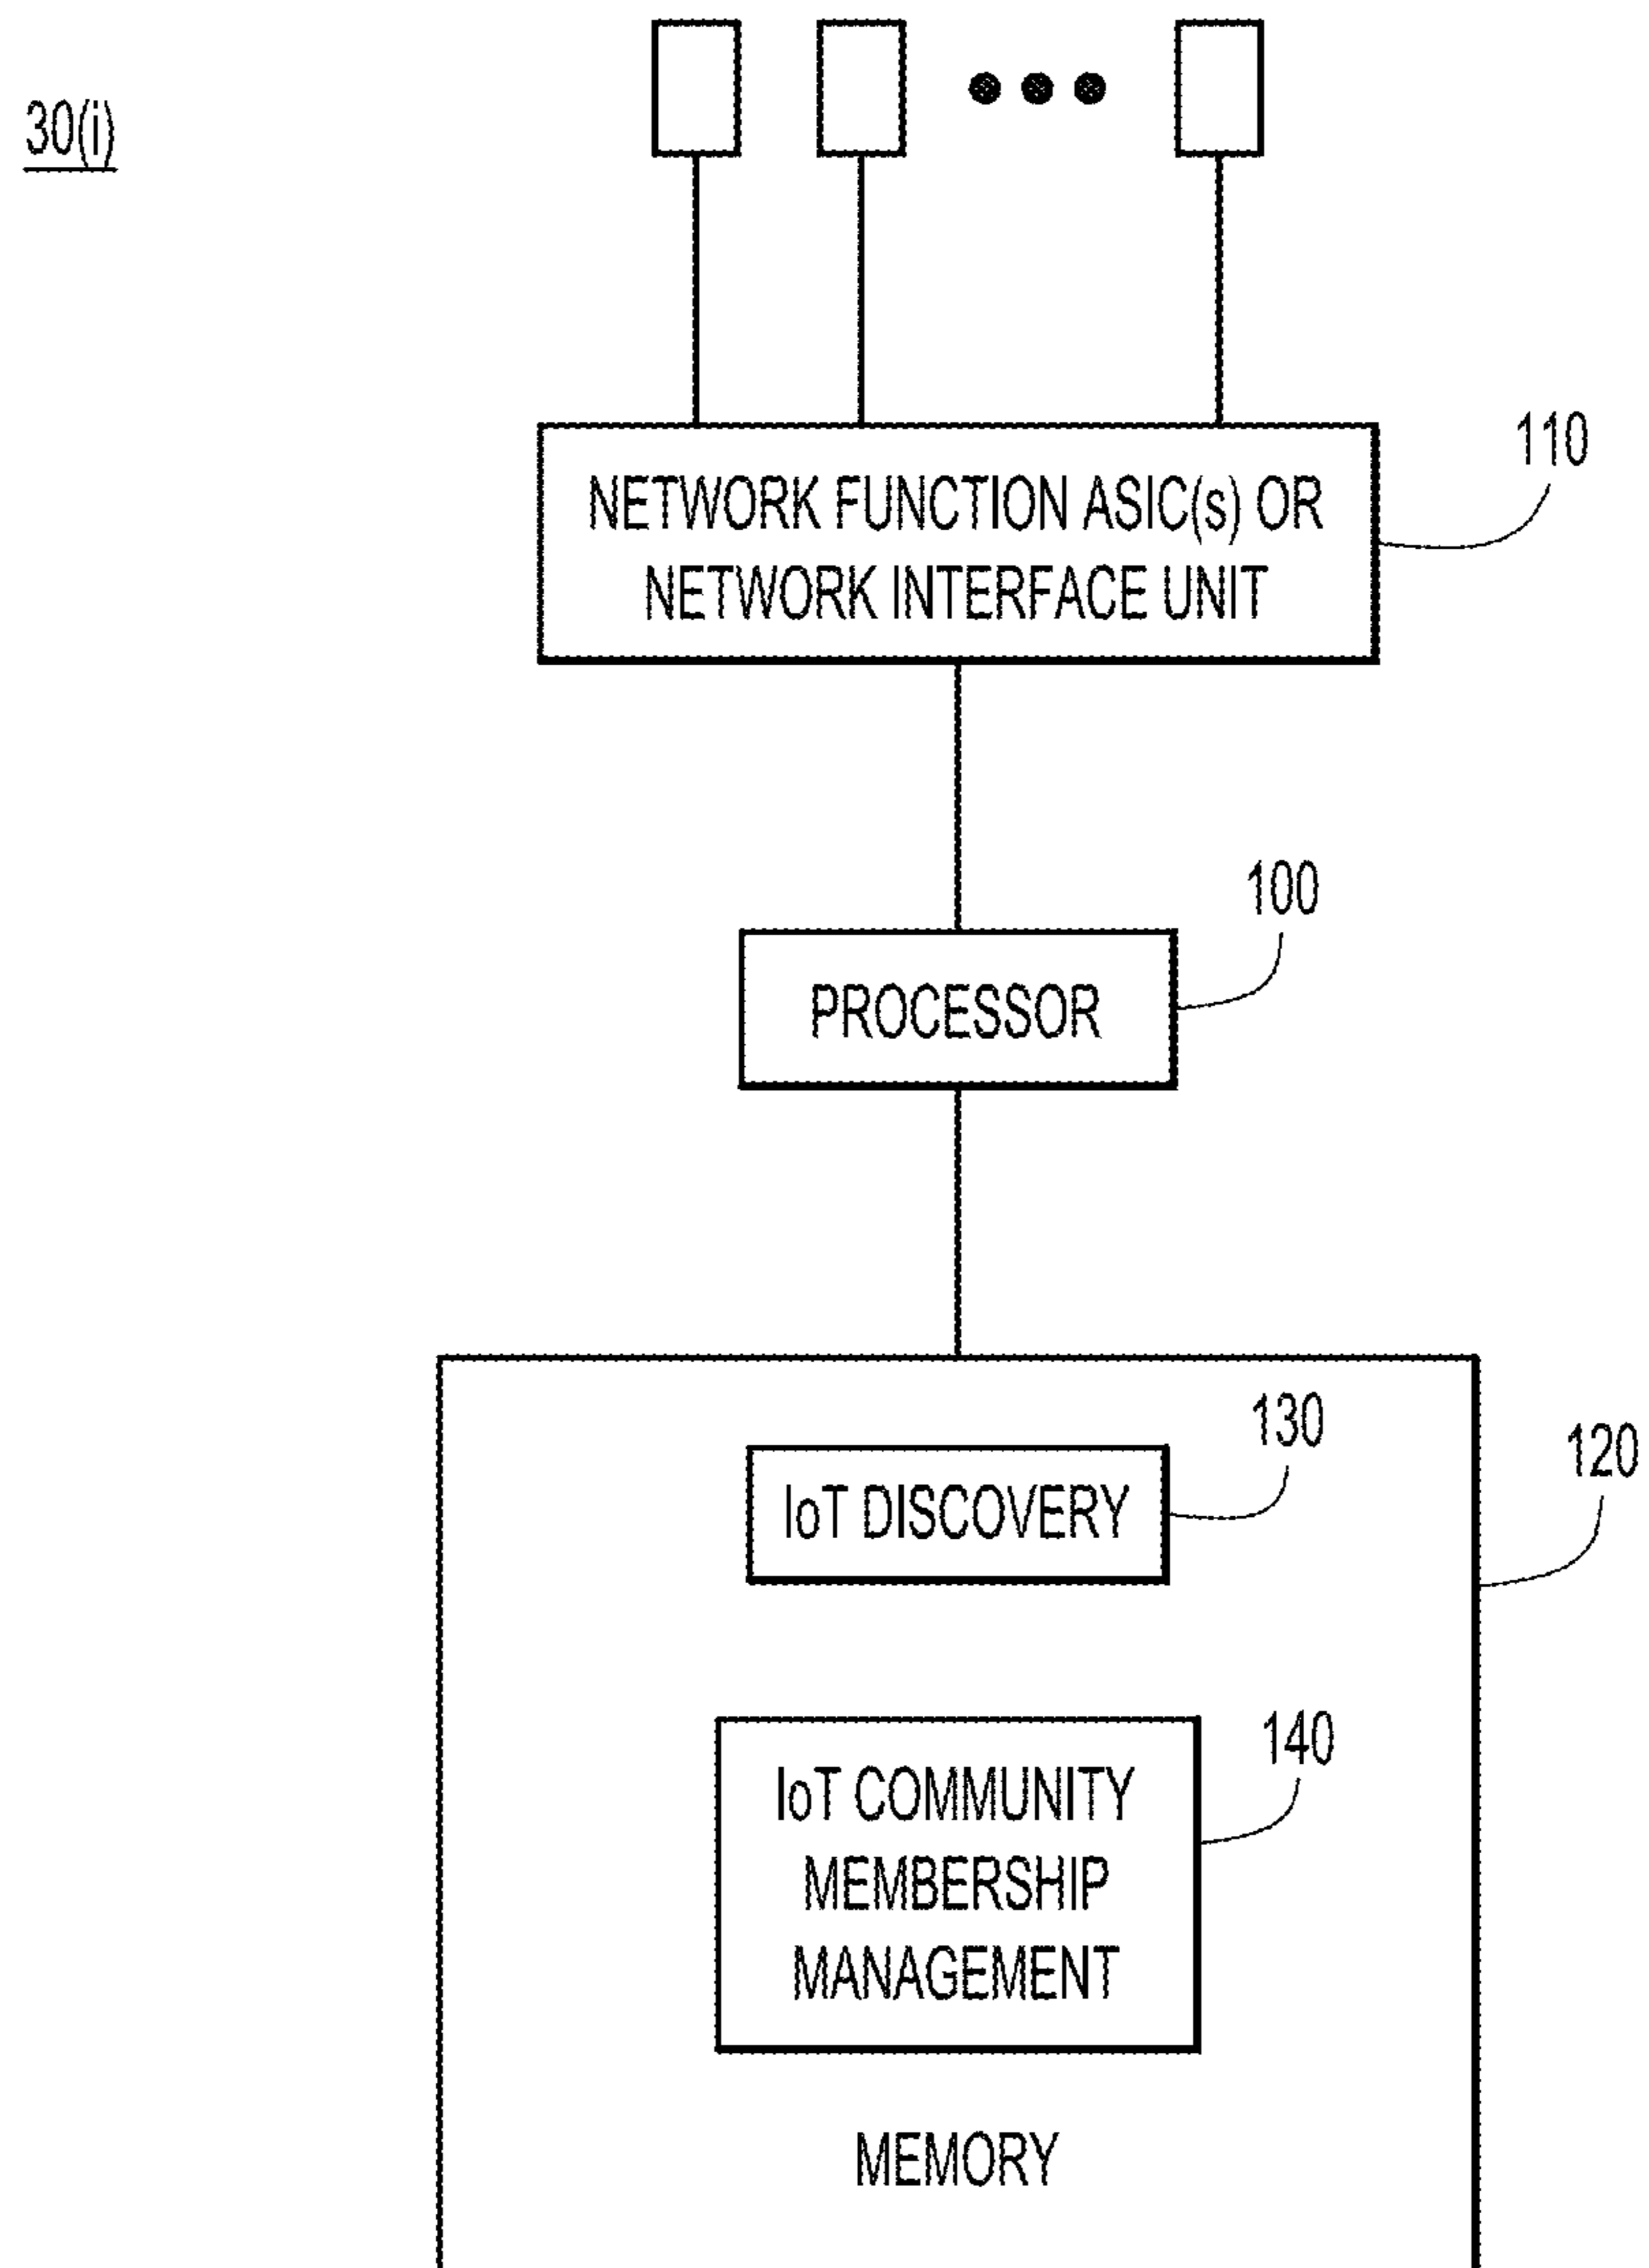 30(i)
NETWORK FUNCTION ASIC(s) OR
NETWORK INTERFACE UNIT
110
100
PROCESSOR
130
120
IoT DISCOVERY
140
IoT COMMUNITY
MEMBERSHIP
MANAGEMENT
MEMORY